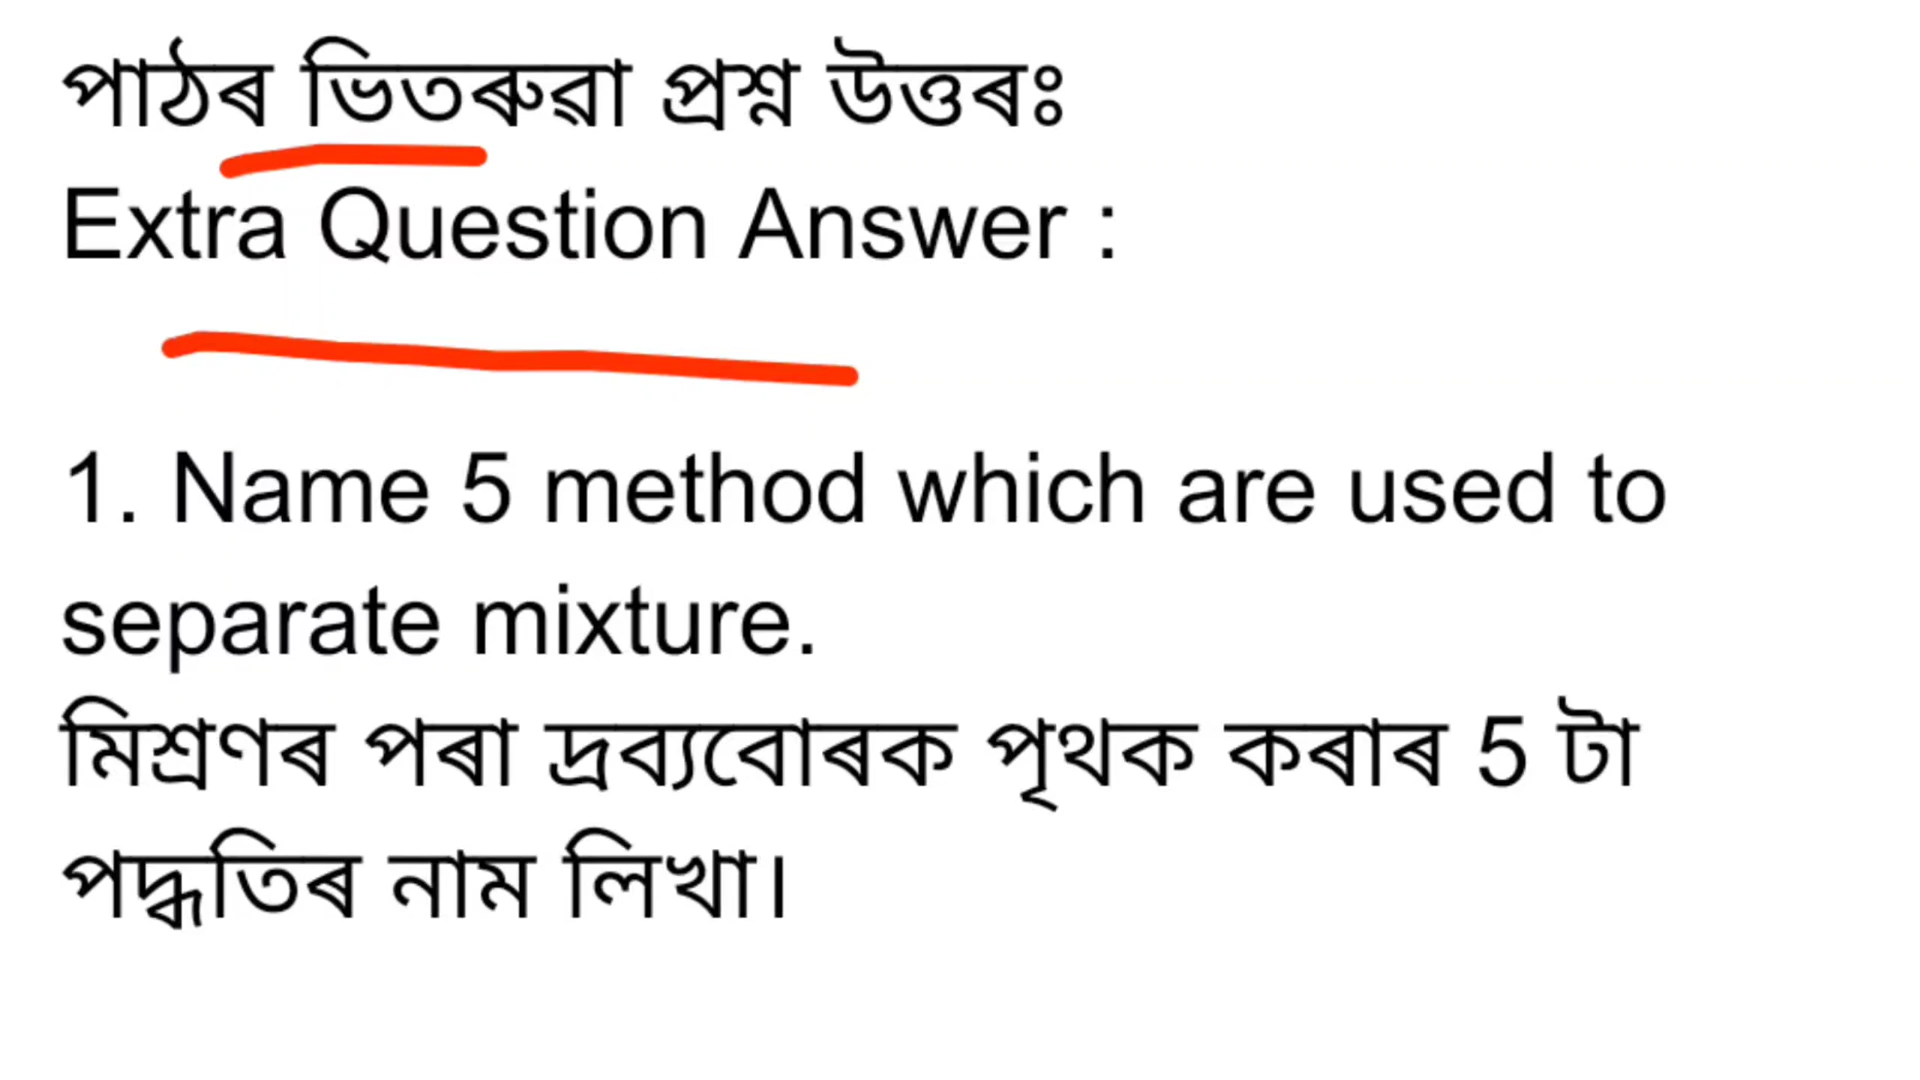 পাঠৰ ভিতৰুৱা প্ৰশ্ন উত্তৰঃ
Extra Question Answer :
1. Name 5 method which are used to
separate mixture.
মিশ্ৰণৰ পৰা দ্ৰব্যবোৰক পৃথক কৰাৰ 5 টা
পদ্ধতিৰ নাম লিখা।